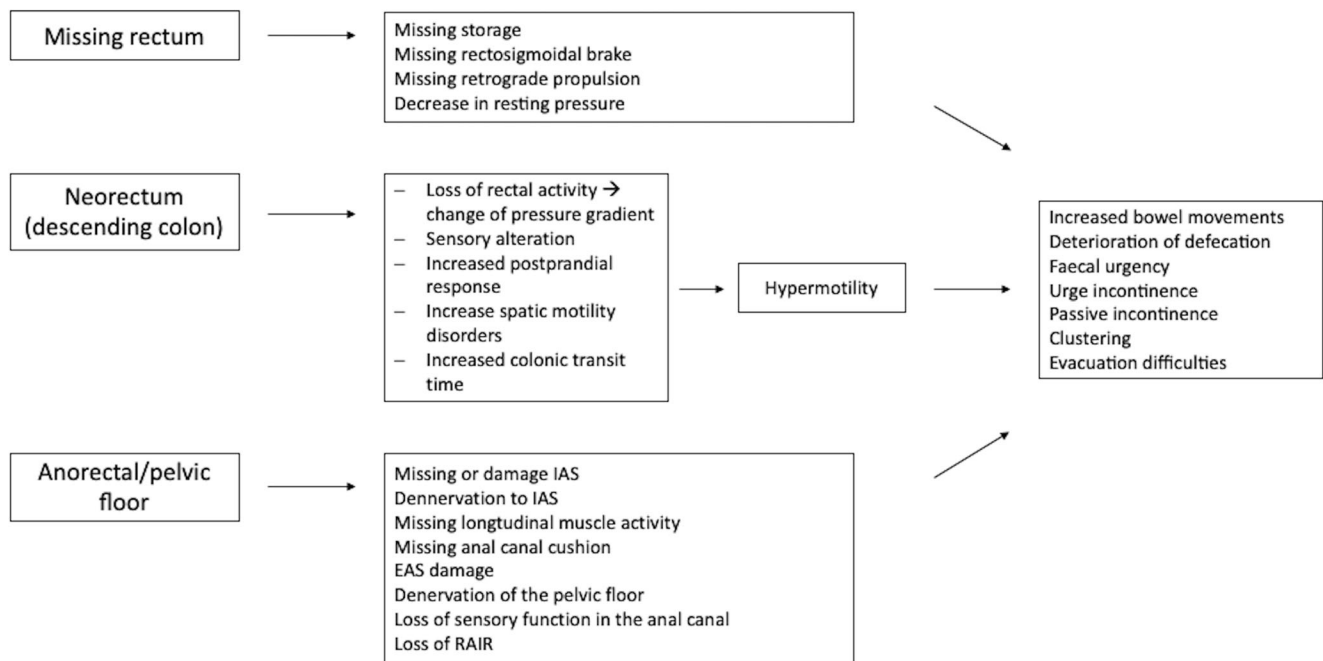 Missing rectum
Missing storage
Missing rectosigmoidal brake
Missing retrograde propulsion
Decrease in resting pressure
Neorectum
(descending colon)
– Loss of rectal activity →
change of pressure gradient
– Sensory alteration
– Increased postprandial
response
– Increase spatic motility
disorders
– Increased colonic transit
time
Hypermotility
Increased bowel movements
Deterioration of defecation
Faecal urgency
Urge incontinence
Passive incontinence
Clustering
Evacuation difficulties
Anorectal/pelvic
floor
Missing or damage IAS
Dennervation to IAS
Missing longtudinal muscle activity
Missing anal canal cushion
EAS damage
Denervation of the pelvic floor
Loss of sensory function in the anal canal
Loss of RAIR